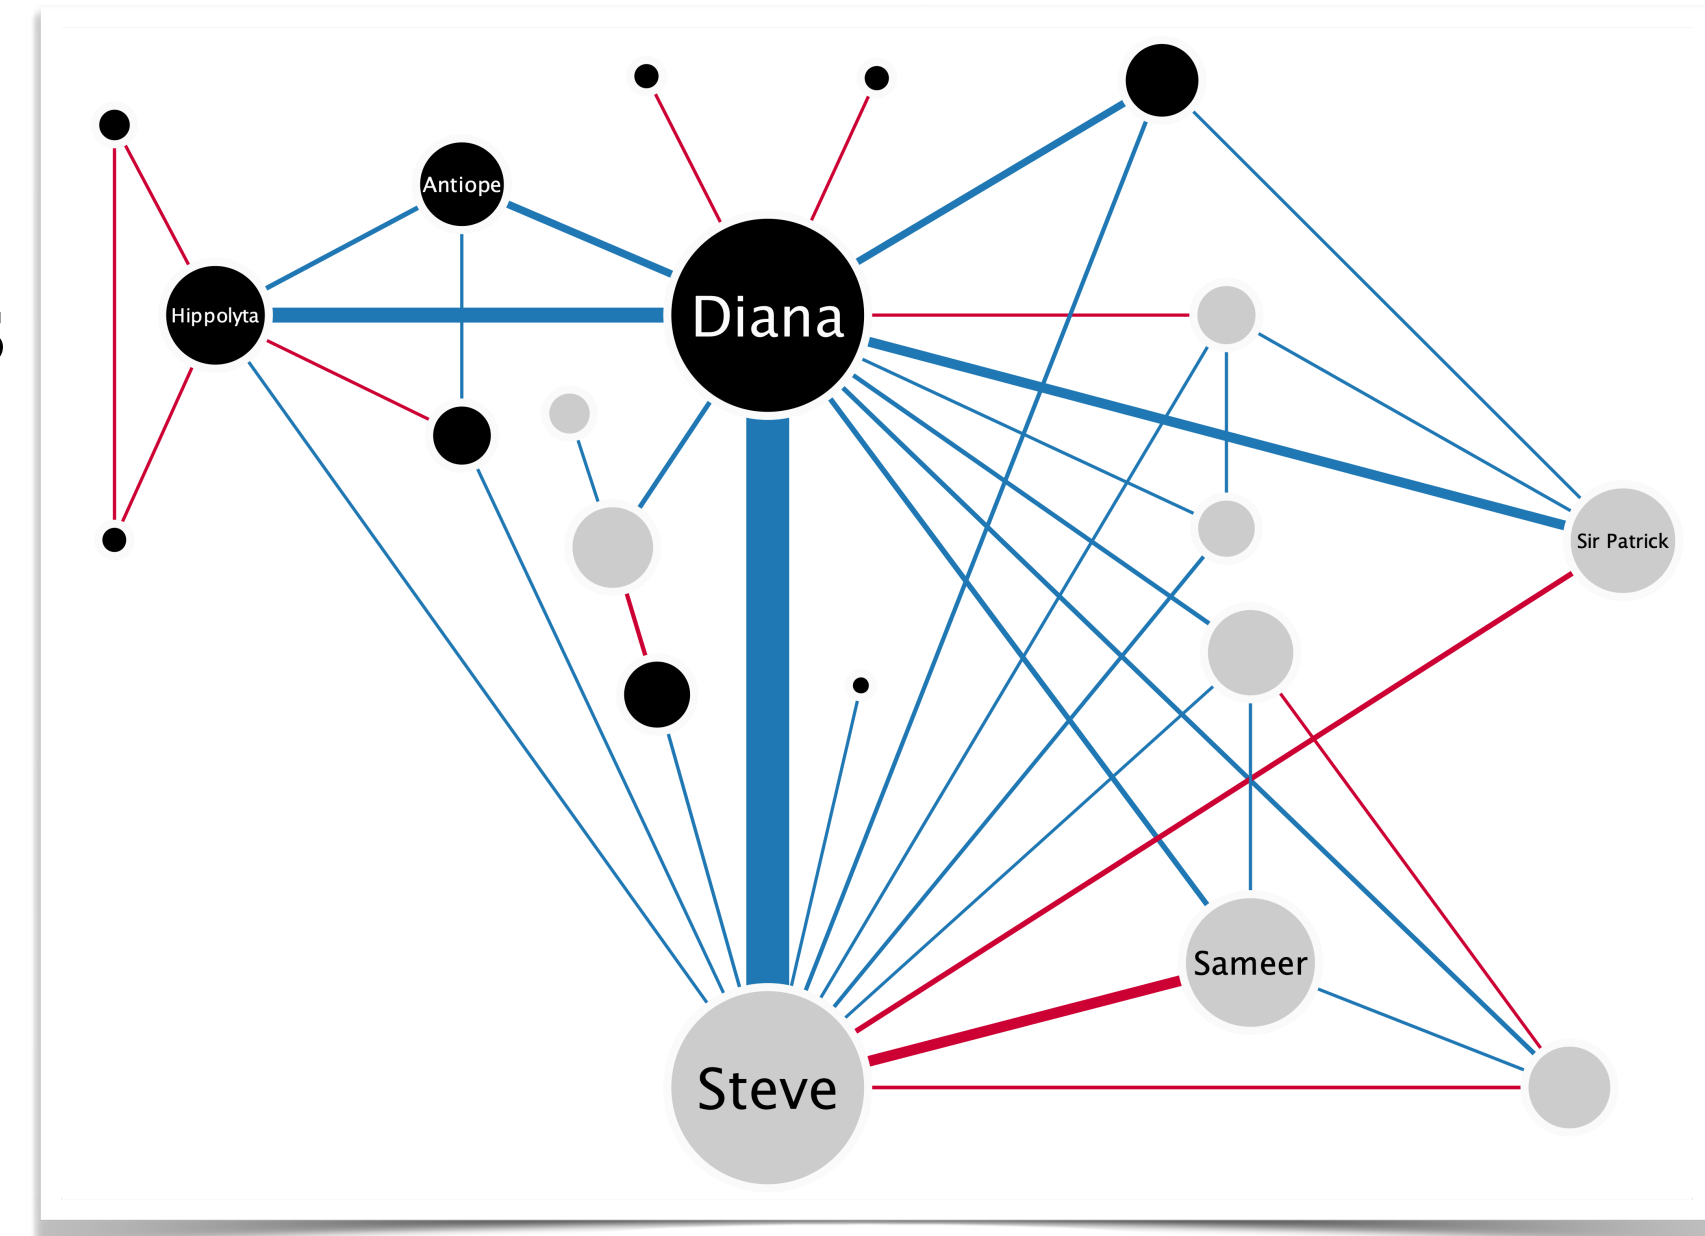 Antiope
Hippolyta
Diana
Sir Patrick
Sameer
Steve